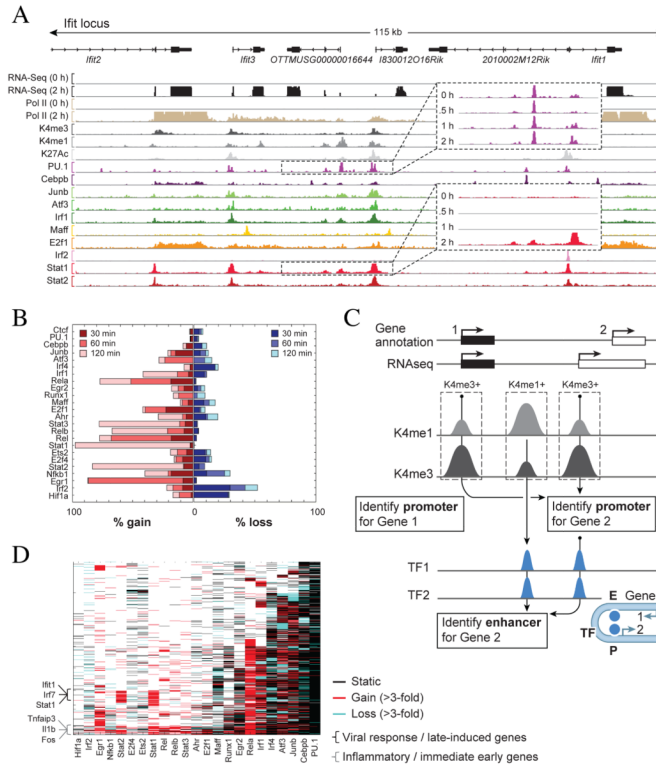 A
Ifit locus
115 kb
Ifit2
Ifit3
OTTMUSG00000016644
I830012O16Rik
2010002M12Rik
Ifit1
RNA-Seq (0 h)
RNA-Seq (2 h)
Pol II (0 h)
Pol II (2 h)
K4me3
K4me1
K27Ac
PU.1
Cebpb
Junb
Atf3
Irf1
Maff
E2f1
Irf2
Stat1
Stat2
0 h
.5 h
1 h
2 h
0 h
.5 h
1 h
2 h
B
30 min
60 min
120 min
30 min
60 min
120 min
Ctcf
PU.1
Cebpb
Junb
Atf3
Irf4
Irf1
Rela
Egr2
Runx1
Maff
E2f1
Ahr
Stat3
Relb
Rel
Stat1
Ets2
E2f4
Stat2
Nfkb1
Egr1
Irf2
Hif1a
100 0 100
% gain % loss
C
Gene annotation
1 2
RNAseq
K4me3+ K4me1+ K4me3+
K4me1
K4me3
Identify promoter
for Gene 1
Identify promoter
for Gene 2
TF1
TF2
Identify enhancer
for Gene 2
E Gene
1
TF 2
P
D
Ifit1
Irf7
Stat1
Tnfaip3
Il1b
Fos
Hif1a Irf2 Egr1 Nfkb1 Stat2 E2f4 Ets2 Stat1 Rel Relb Stat3 Ahr E2f1 Maff Runx1 Egr2 Rela Irf1 Irf4 Atf3 Junb Cebpb PU.1
Static
Gain (>3-fold)
Loss (>3-fold)
Viral response / late-induced genes
Inflammatory / immediate early genes